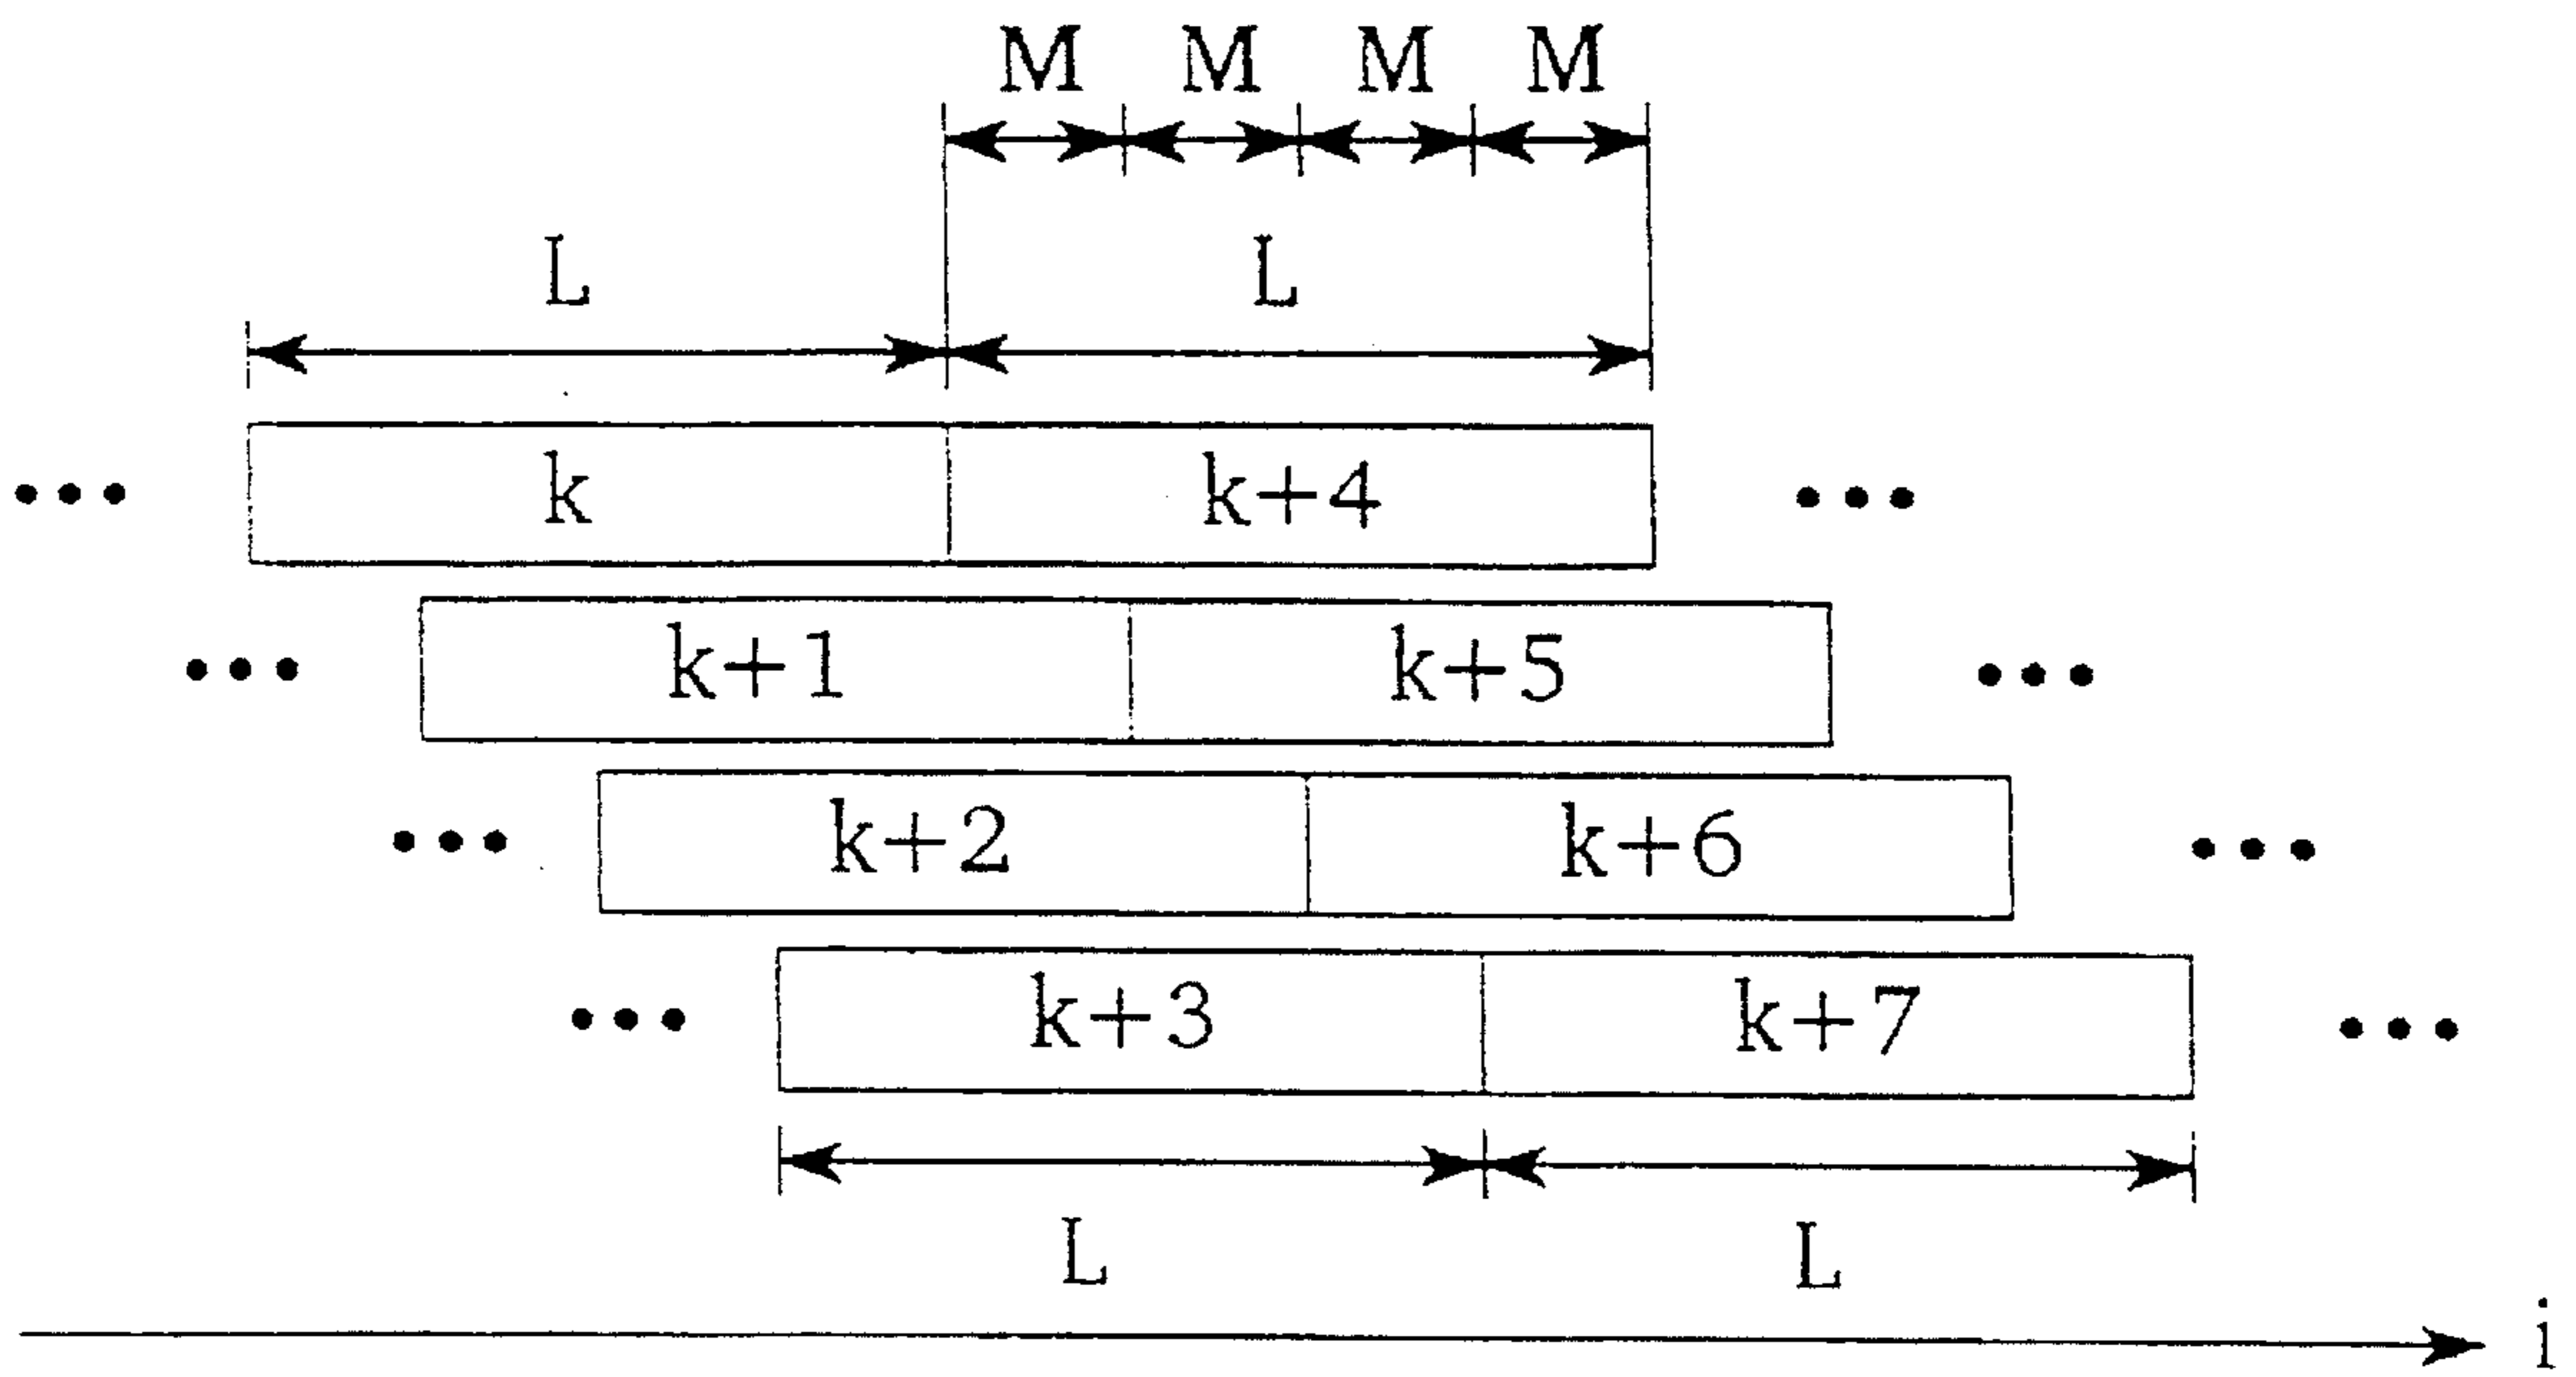 M M M M
L L
••• k k+4 •••
••• k+1 k+5 •••
••• k+2 k+6 •••
••• k+3 k+7 •••
L L
i